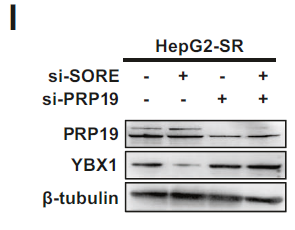 I
HepG2-SR
si-SORE - + - +
si-PRP19 - - + +
PRP19
YBX1
β-tubulin